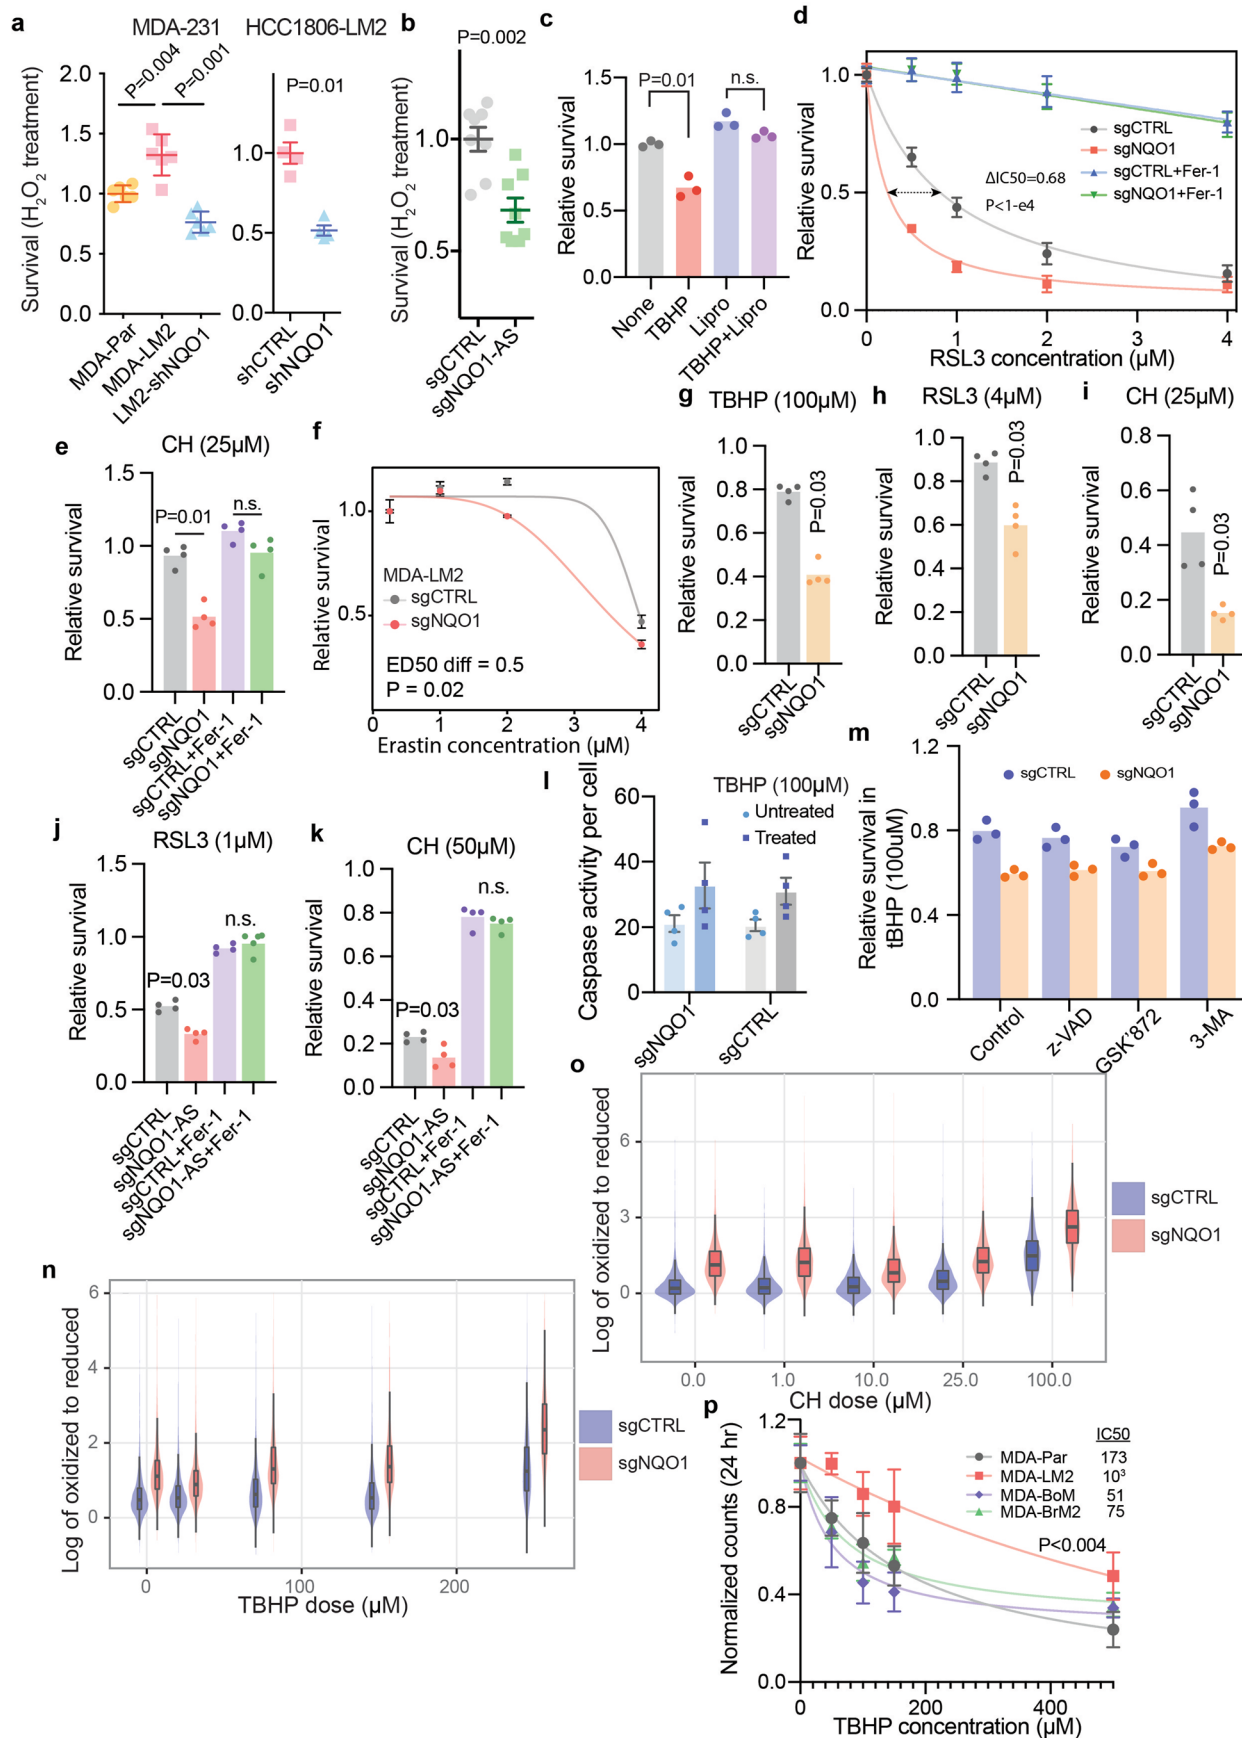 a
MDA-231
HCC1806-LM2
P=0.004
P=0.001
P=0.01
Survival (H2O2 treatment)
2.0
1.5
1.0
0.5
0.0
MDA-Par
MDA-LM2
LM2-shNQO1
1.0
0.5
0.0
shCTRL
shNQO1
b
P=0.002
Survival (H2O2 treatment)
1.0
0.5
sgCTRL
sgNQO1-AS
c
Relative survival
1.5
1.0
0.5
0.0
P=0.01
n.s.
None
TBHP
Lipro
TBHP+Lipro
d
Relative survival
1.0
0.5
0.0
sgCTRL
sgNQO1
sgCTRL+Fer-1
sgNQO1+Fer-1
ΔIC50=0.68
P<1-e4
0 1 2 3 4
RSL3 concentration (µM)
e
CH (25µM)
Relative survival
1.5
1.0
0.5
0.0
P=0.01
n.s.
sgCTRL
sgNQO1
sgCTRL+Fer-1
sgNQO1+Fer-1
f
Relative survival
1.0
0.5
MDA-LM2
sgCTRL
sgNQO1
ED50 diff = 0.5
P = 0.02
0 1 2 3 4
Erastin concentration (µM)
g
TBHP (100µM)
Relative survival
0.8
0.6
0.4
0.2
0.0
P=0.03
sgCTRL
sgNQO1
h
RSL3 (4µM)
Relative survival
1.0
0.8
0.6
0.4
0.2
0.0
P=0.03
sgCTRL
sgNQO1
i
CH (25µM)
Relative survival
0.8
0.6
0.4
0.2
0.0
P=0.03
sgCTRL
sgNQO1
j
RSL3 (1µM)
Relative survival
1.5
1.0
0.5
0.0
P=0.03
n.s.
sgCTRL
sgNQO1-AS
sgCTRL+Fer-1
sgNQO1-AS+Fer-1
k
CH (50µM)
Relative survival
1.0
0.8
0.6
0.4
0.2
0.0
P=0.03
n.s.
sgCTRL
sgNQO1-AS
sgCTRL+Fer-1
sgNQO1-AS+Fer-1
l
TBHP (100µM)
Untreated
Treated
Caspase activity per cell
60
40
20
0
sgNQO1
sgCTRL
m
sgCTRL
sgNQO1
Relative survival in
tBHP (100uM)
1.2
0.8
0.4
0.0
Control
z-VAD
GSK'872
3-MA
n
Log of oxidized to reduced
6
4
2
0
0 100 200
TBHP dose (µM)
sgCTRL
sgNQO1
o
Log of oxidized to reduced
6
3
0
0.0 1.0 10.0 25.0 100.0
CH dose (µM)
sgCTRL
sgNQO1
p
Normalized counts (24 hr)
1.2
0.8
0.4
0.0
IC50
MDA-Par 173
MDA-LM2 10³
MDA-BoM 51
MDA-BrM2 75
P<0.004
0 200 400
TBHP concentration (µM)